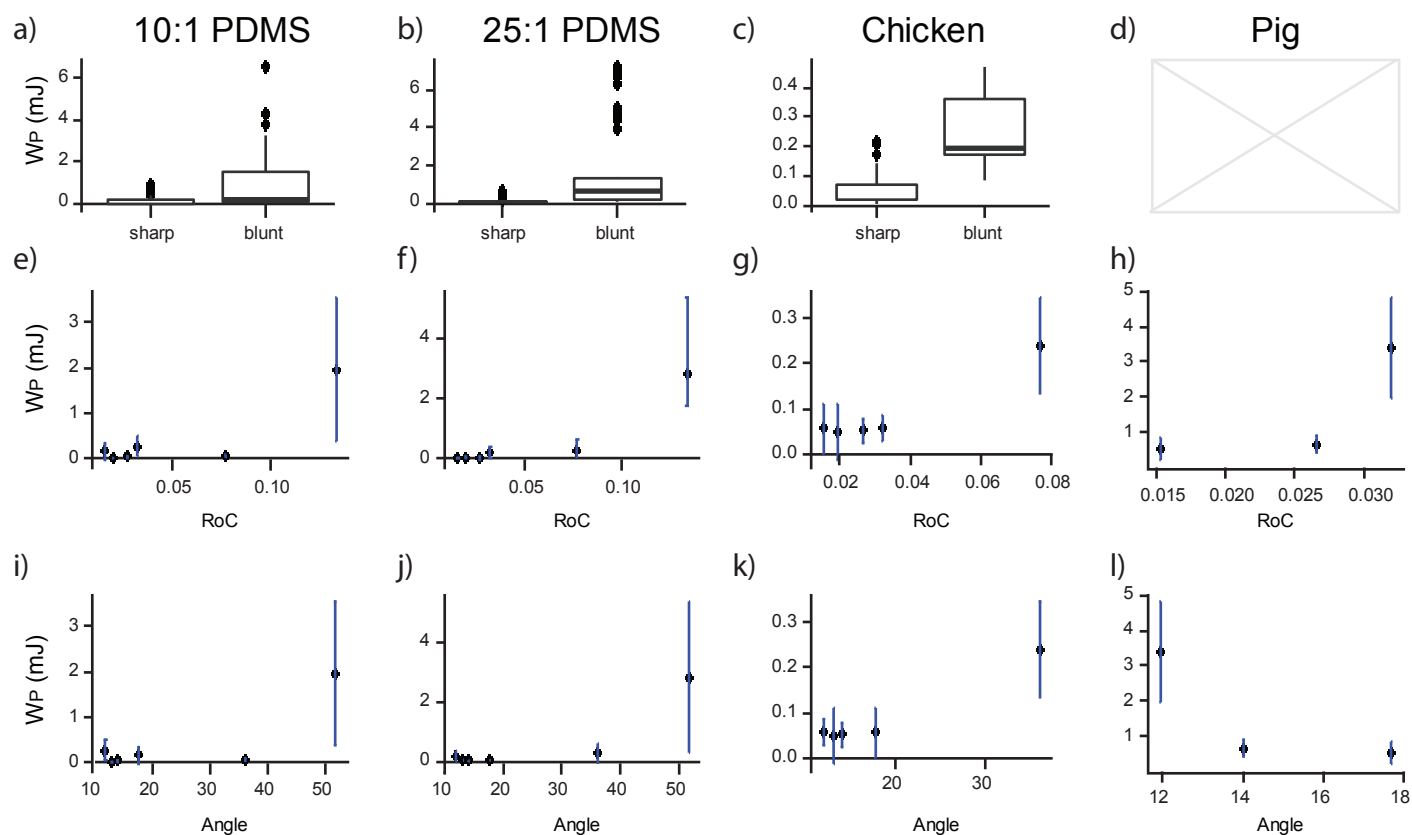 a) 10:1 PDMS b) 25:1 PDMS c) Chicken d) Pig
WP (mJ)
6
4
2
0
sharp blunt
6
4
2
0
sharp blunt
0.4
0.3
0.2
0.1
0.0
sharp blunt
e) f) g) h)
WP (mJ)
3
2
1
0
0.05 0.10
RoC
4
2
0
0.05 0.10
RoC
0.3
0.2
0.1
0.0
0.02 0.04 0.06 0.08
RoC
5
4
3
2
1
0.015 0.020 0.025 0.030
RoC
i) j) k) l)
WP (mJ)
3
2
1
0
10 20 30 40 50
Angle
4
2
0
10 20 30 40 50
Angle
0.3
0.2
0.1
0.0
20 30
Angle
5
4
3
2
1
12 14 16 18
Angle